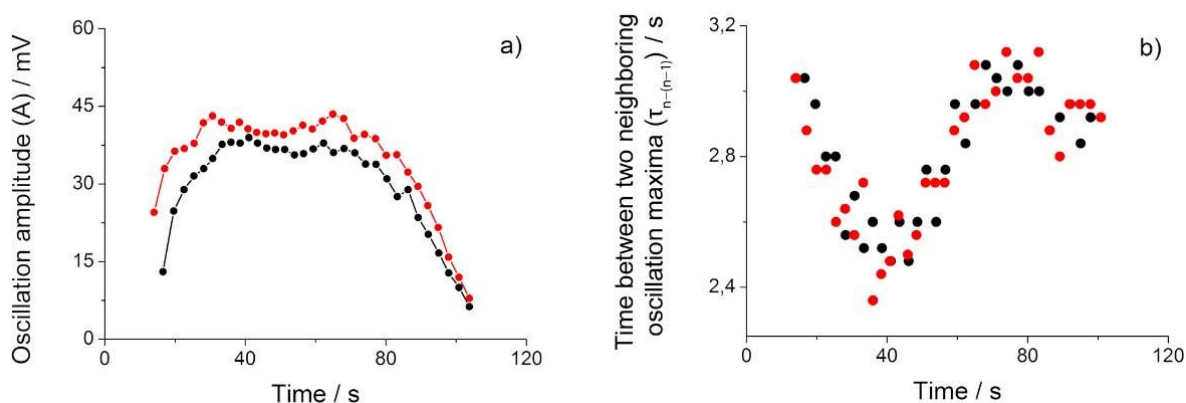 Oscillation amplitude (A) / mV
60
45
30
15
0
a)
0
40
80
120
Time / s
Time between two neighboring
oscillation maxima (τn−(n−1)) / s
3,2
2,8
2,4
b)
0
40
80
120
Time / s